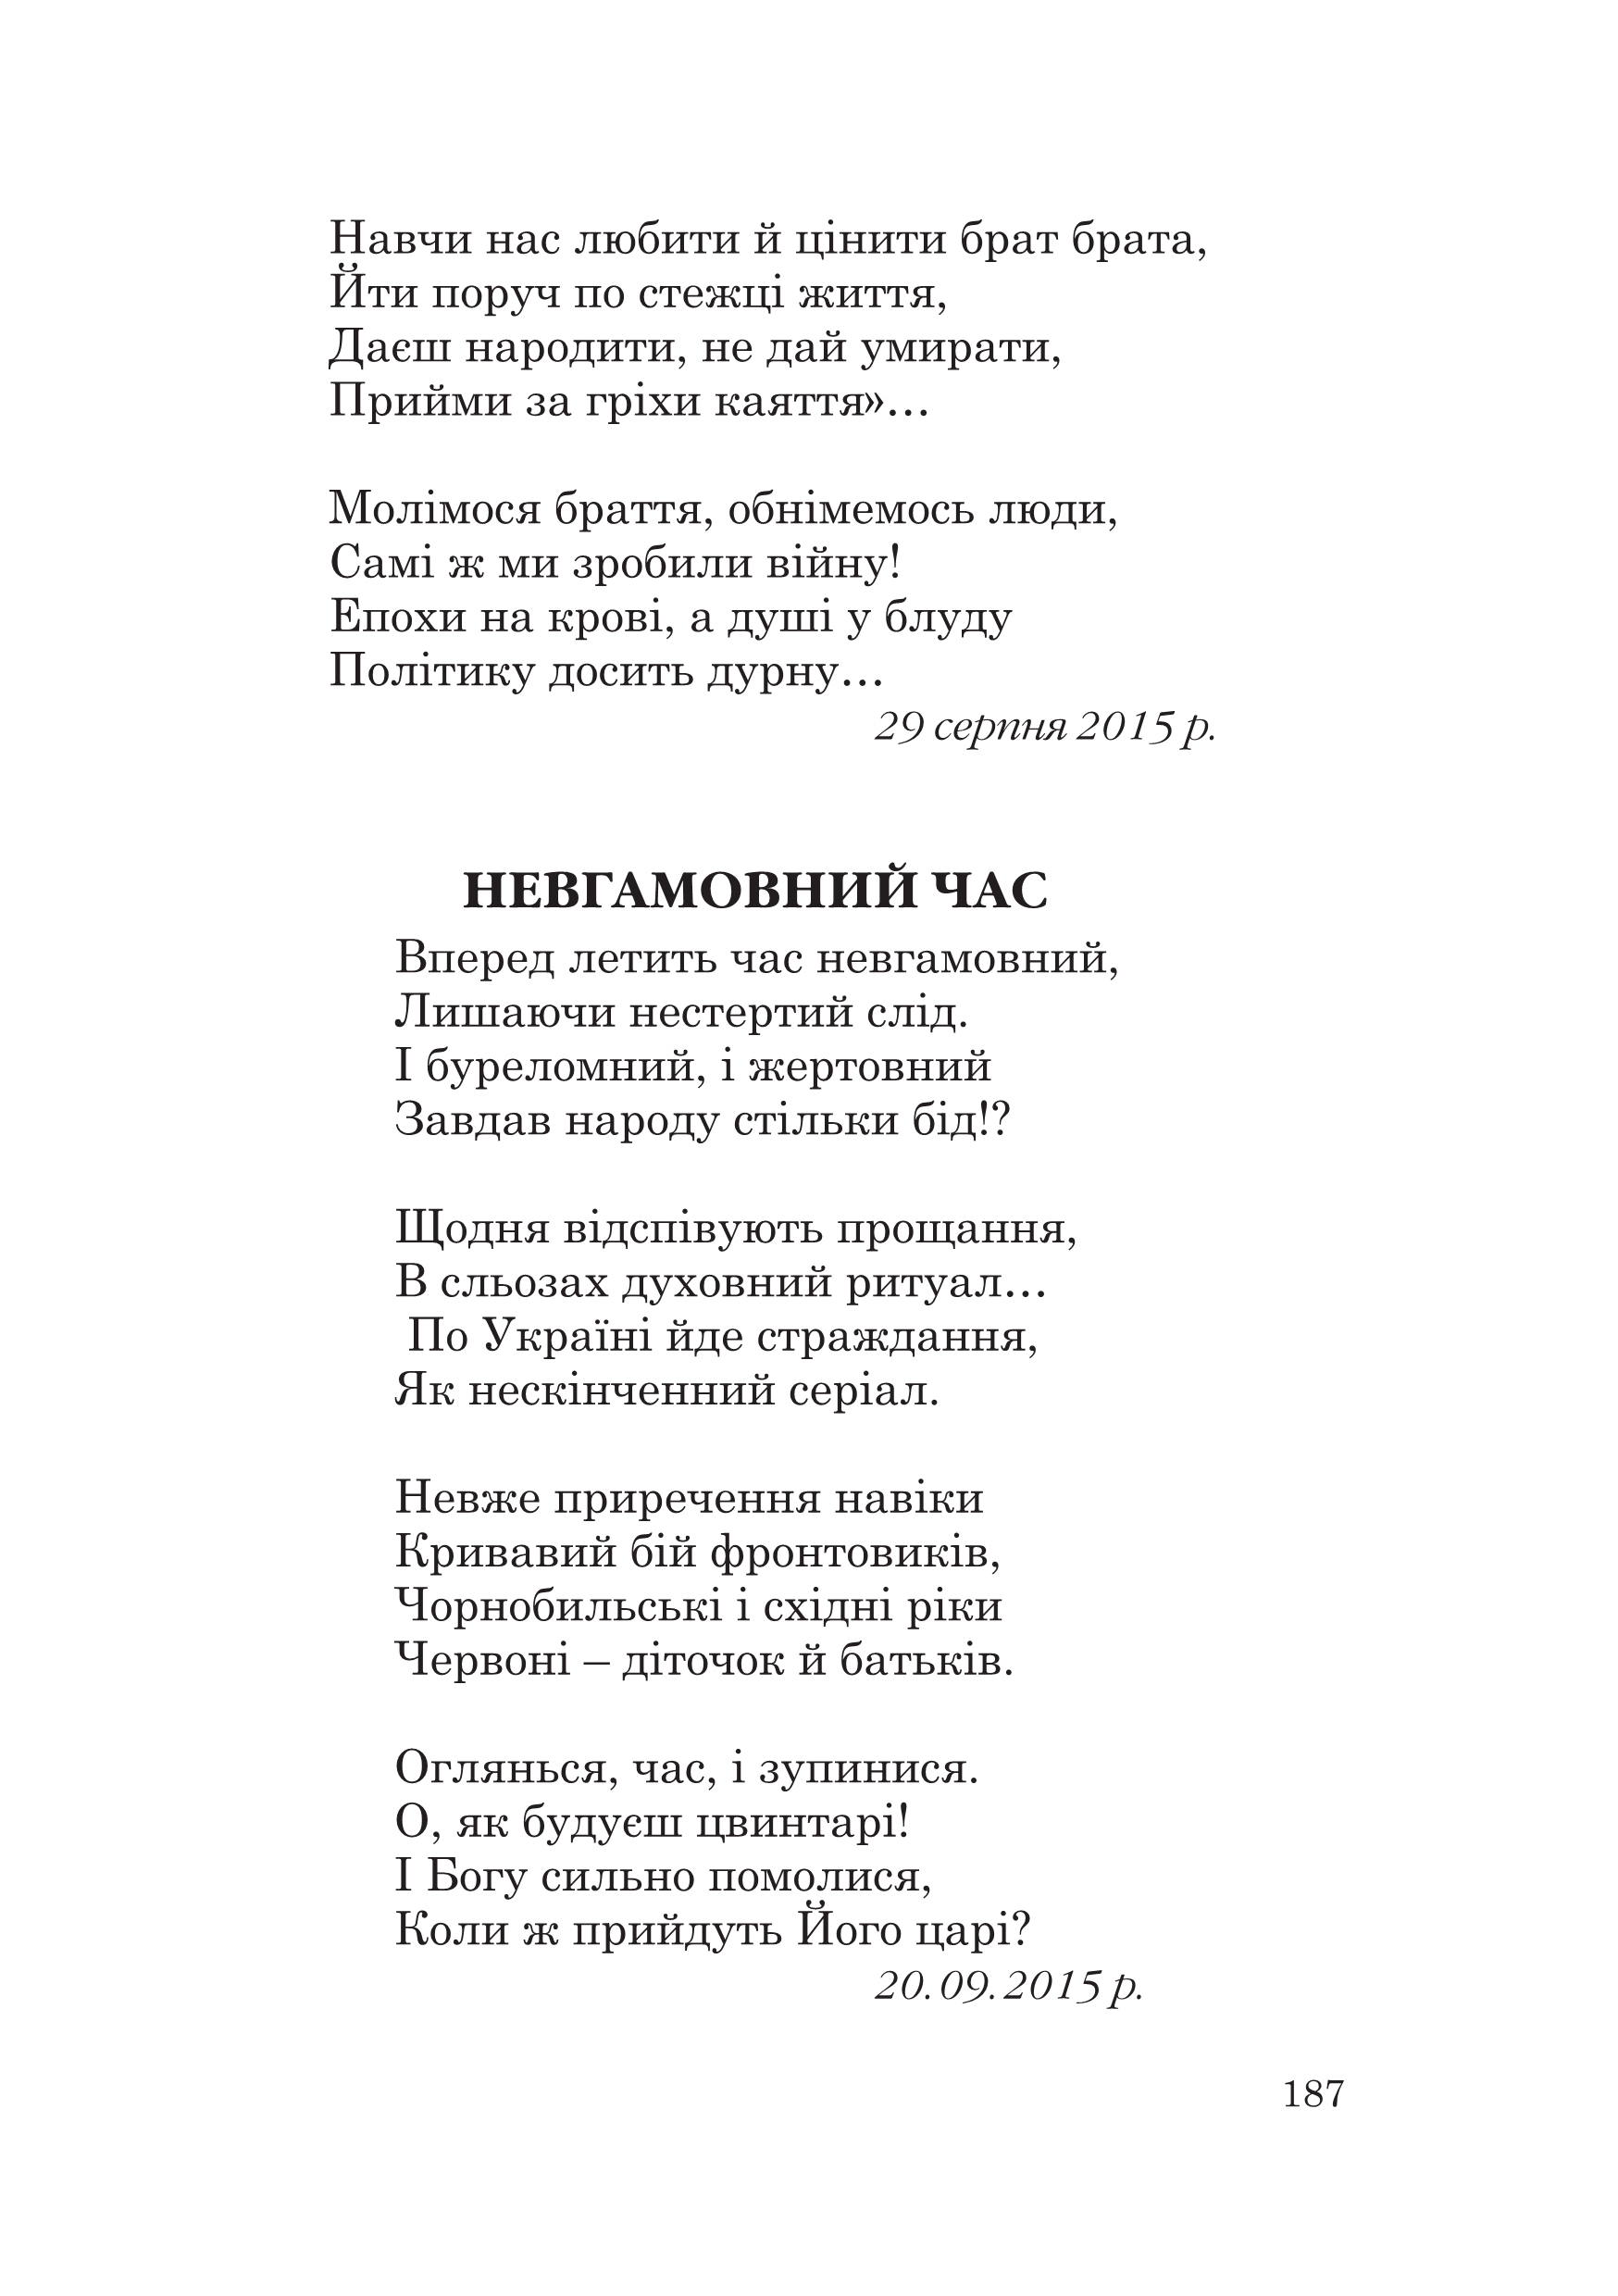 Навчи нас любити й цінити брат брата,
Йти поруч по стежці життя,
Даєш народити, не дай умирати,
Прийми за гріхи каяття»...
Молімося браття, обнімемось люди,
Самі ж ми зробили війну!
Епохи на крові, а душі у блуду
Політику досить дурну...
29 серпня 2015 р.
НЕВГАМОВНИЙ ЧАС
Вперед летить час невгамовний,
Лишаючи нестертий слід.
І буреломний, і жертовний
Завдав народу стільки бід!?
Щодня відспівують прощання,
В сльозах духовний ритуал...
По Україні йде страждання,
Як нескінченний серіал.
Невже приречення навіки
Кривавий бій фронтовиків,
Чорнобильські і східні ріки
Червоні – діточок й батьків.
Оглянься, час, і зупинися.
О, як будуєш цвинтарі!
І Богу сильно помолися,
Коли ж прийдуть Його царі?
20.09.2015 р.
187